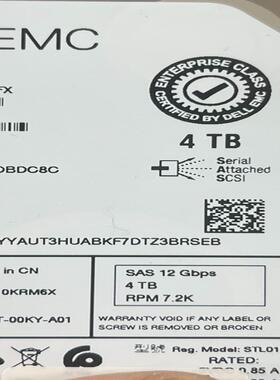 EMC
ENTERPRISE CLASS
CERTIFIED BY DELL EMC
FX
4 TB
Serial
Attached
SCSI
DBDC8C
YYAUT3HUABKF7DTZ3BRSEB
in CN
0KRM6X
T-00KY-A01
SAS 12 Gbps
4 TB
RPM 7.2K
WARRANTY VOID IF ANY LABEL OR
SCREW IS REMOVED OR BROKEN
Reg. Model: STL01
0.85 A